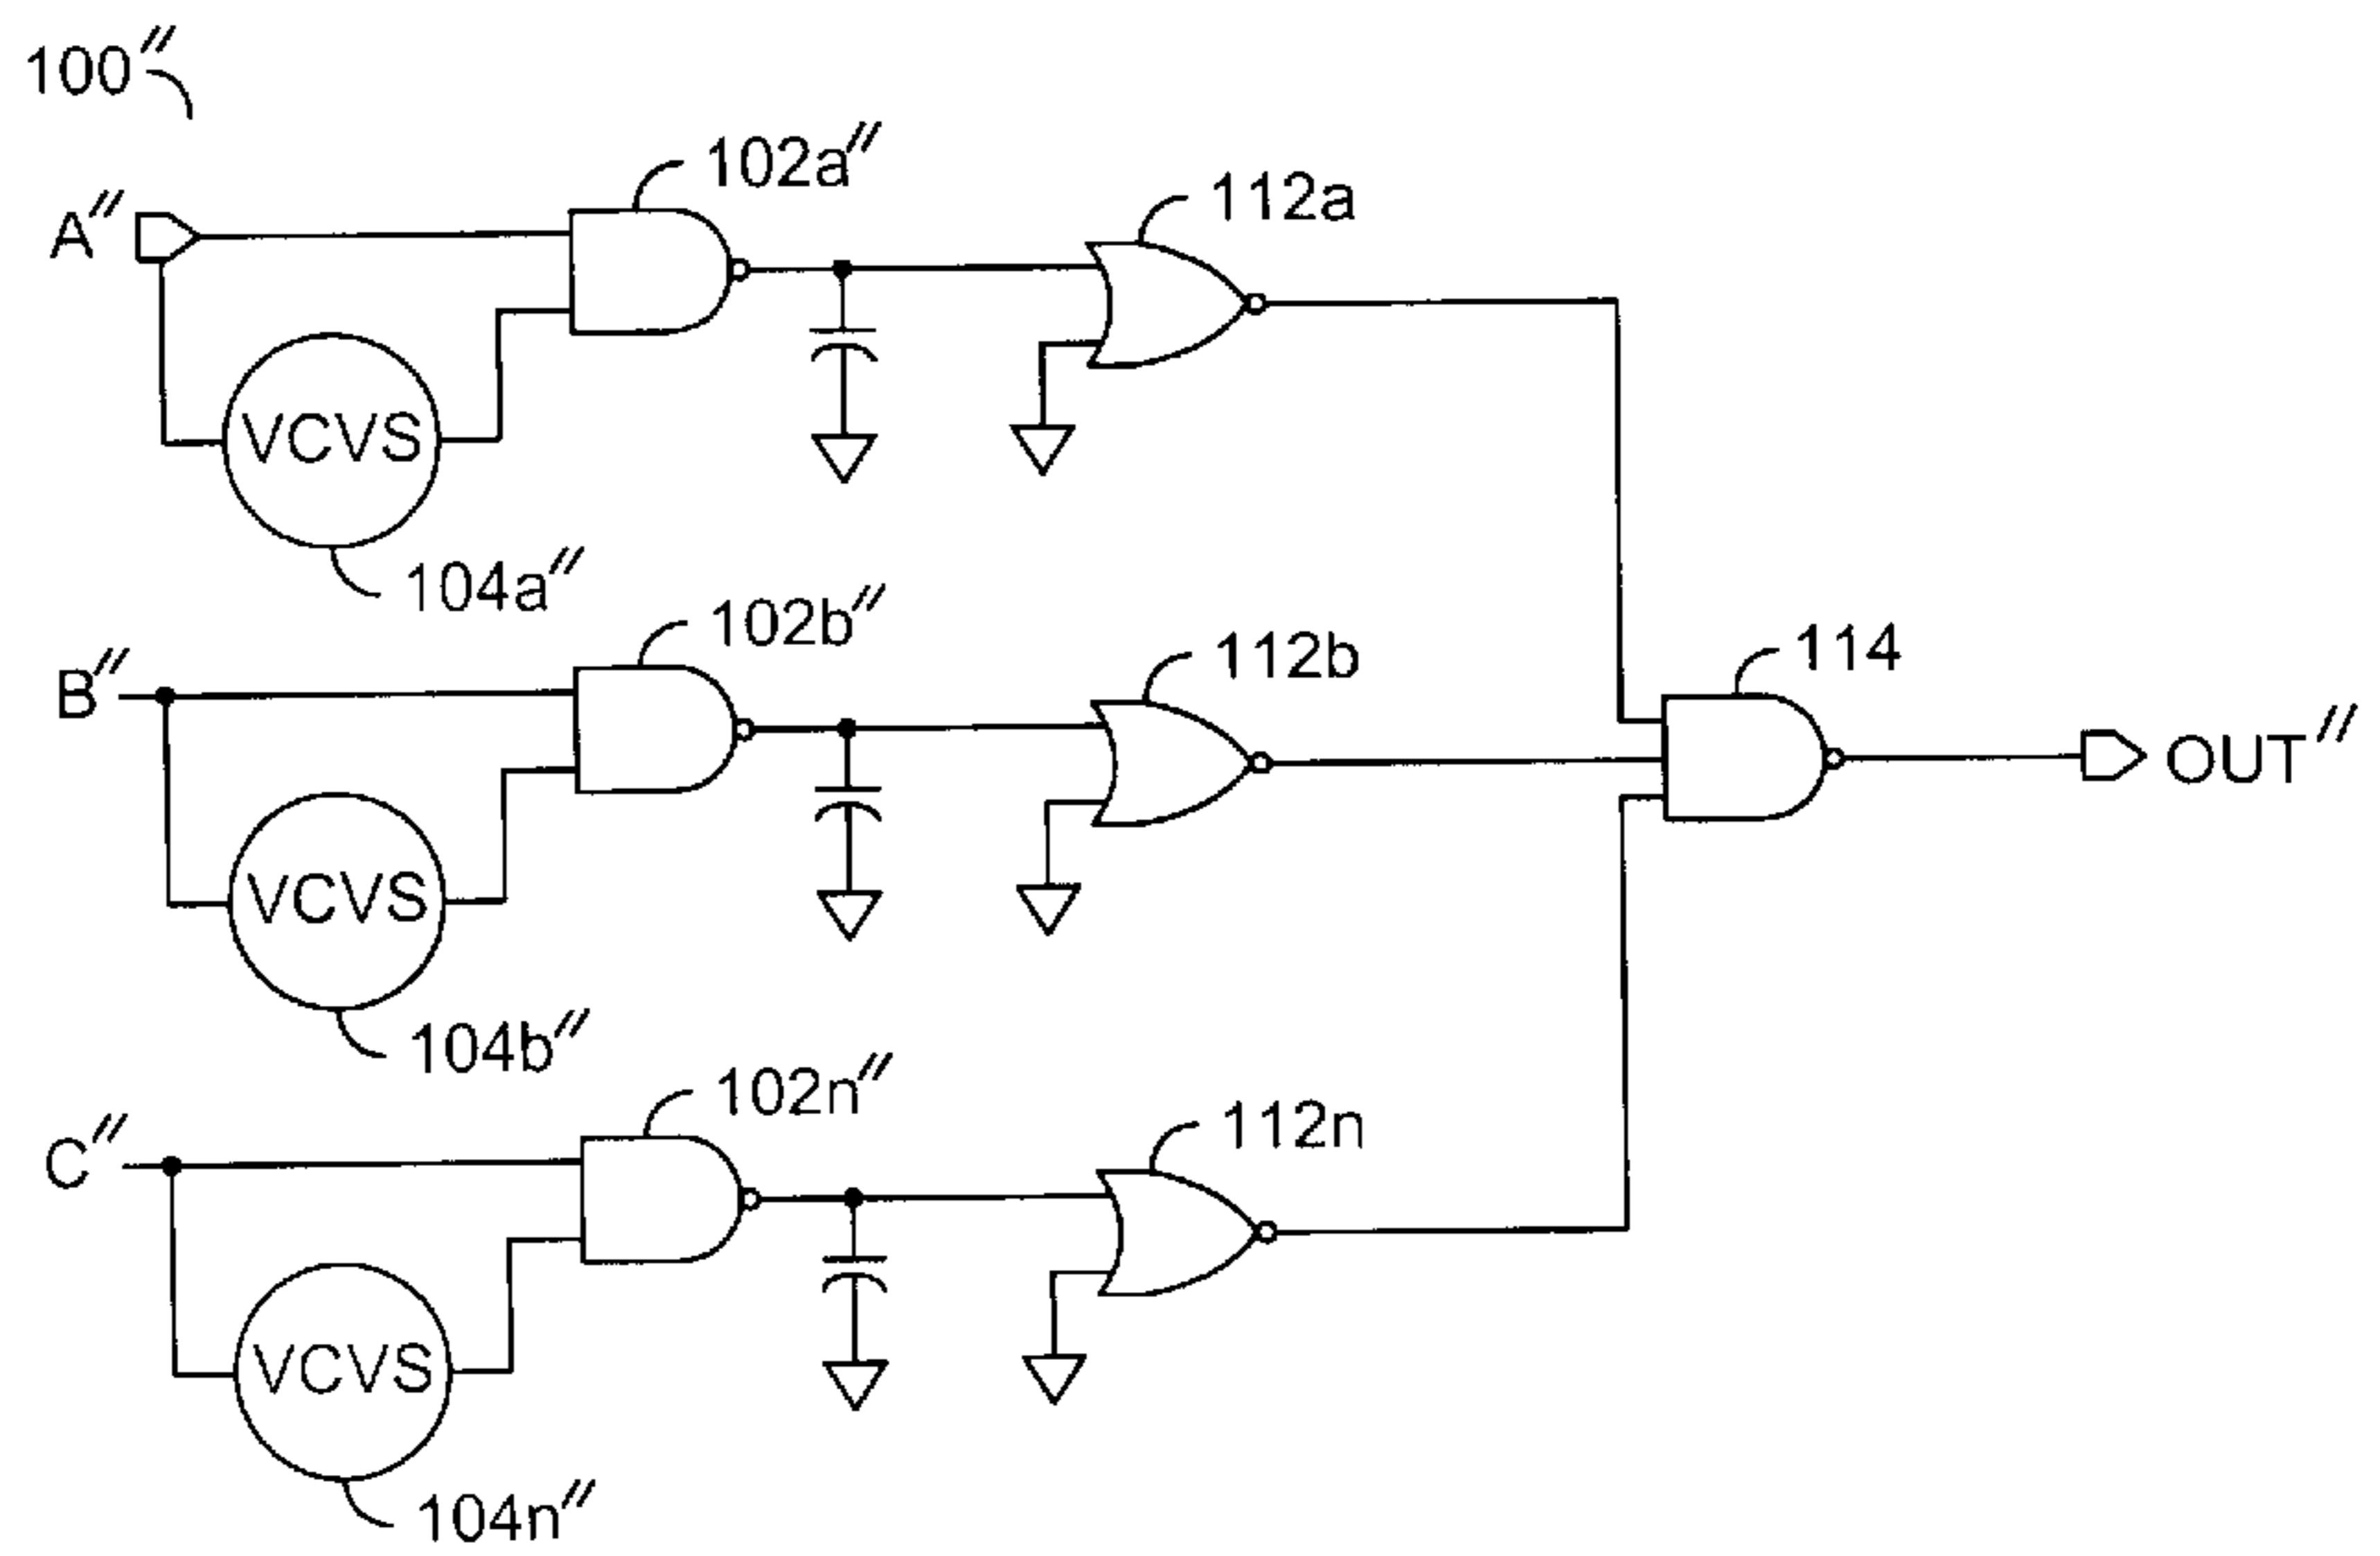 100″
102a″
112a
A″
VCVS
104a″
102b″
112b
114
B″
OUT″
VCVS
104b″
102n″
112n
C″
VCVS
104n″